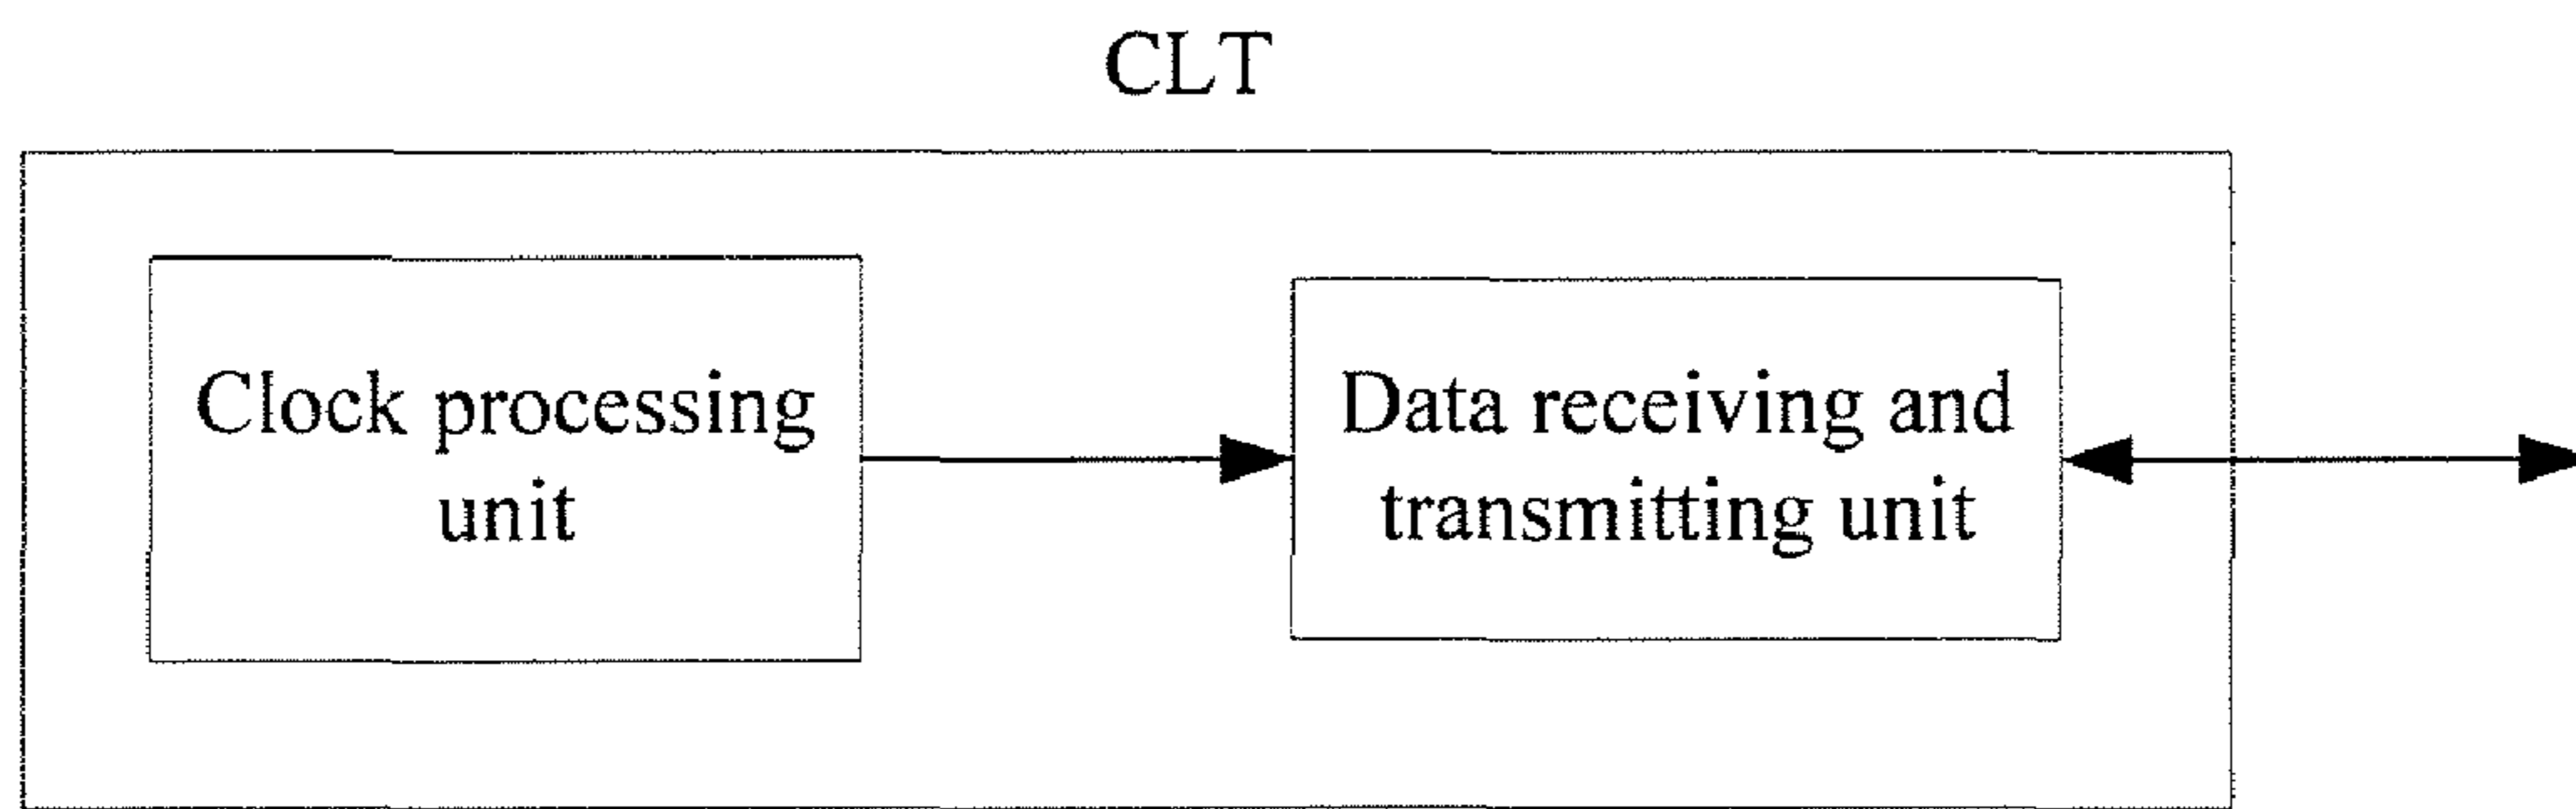 CLT
Clock processing
unit
Data receiving and
transmitting unit